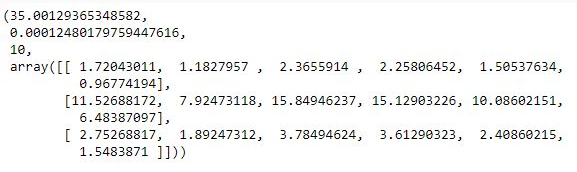 (35.00129365348582,
0.00012480179759447616,
10,
array([[ 1.72043011, 1.1827957 , 2.3655914 , 2.25806452, 1.50537634,
0.96774194],
[11.52688172, 7.92473118, 15.84946237, 15.12903226, 10.08602151,
6.48387097],
[ 2.75268817, 1.89247312, 3.78494624, 3.61290323, 2.40860215,
1.5483871 ]]))